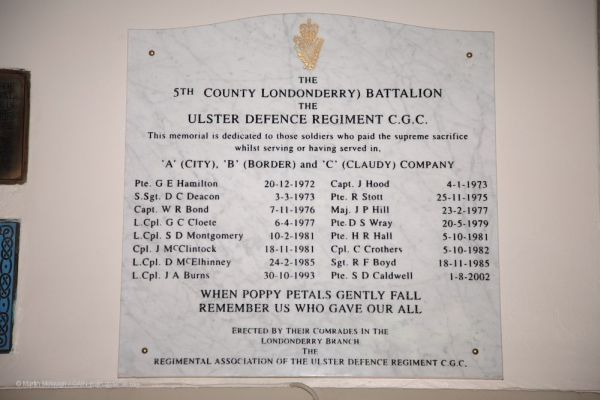 THE
5TH COUNTY LONDONDERRY) BATTALION
THE
ULSTER DEFENCE REGIMENT C.G.C.
This memorial is dedicated to those soldiers who paid the supreme sacrifice
whilst serving or having served in,
'A' (CITY), 'B' (BORDER) and 'C' (CLAUDY) COMPANY
Pte. G E Hamilton 20-12-1972 Capt. J Hood 4-1-1973
S.Sgt. D C Deacon 3-3-1973 Pte. R Stott 25-11-1975
Capt. W R Bond 7-11-1976 Maj. J P Hill 23-2-1977
L.Cpl. G C Cloete 6-4-1977 Pte. D S Wray 20-5-1979
L.Cpl. S D Montgomery 10-2-1981 Pte. H R Hall 5-10-1981
Cpl. J McClintock 18-11-1981 Cpl. C Crothers 5-10-1982
L.Cpl. D McElhinney 24-2-1985 Sgt. R F Boyd 18-11-1985
L.Cpl. J A Burns 30-10-1993 Pte. S D Caldwell 1-8-2002
WHEN POPPY PETALS GENTLY FALL
REMEMBER US WHO GAVE OUR ALL
ERECTED BY THEIR COMRADES IN THE
LONDONDERRY BRANCH
THE
REGIMENTAL ASSOCIATION OF THE ULSTER DEFENCE REGIMENT C.G.C.
© Martin